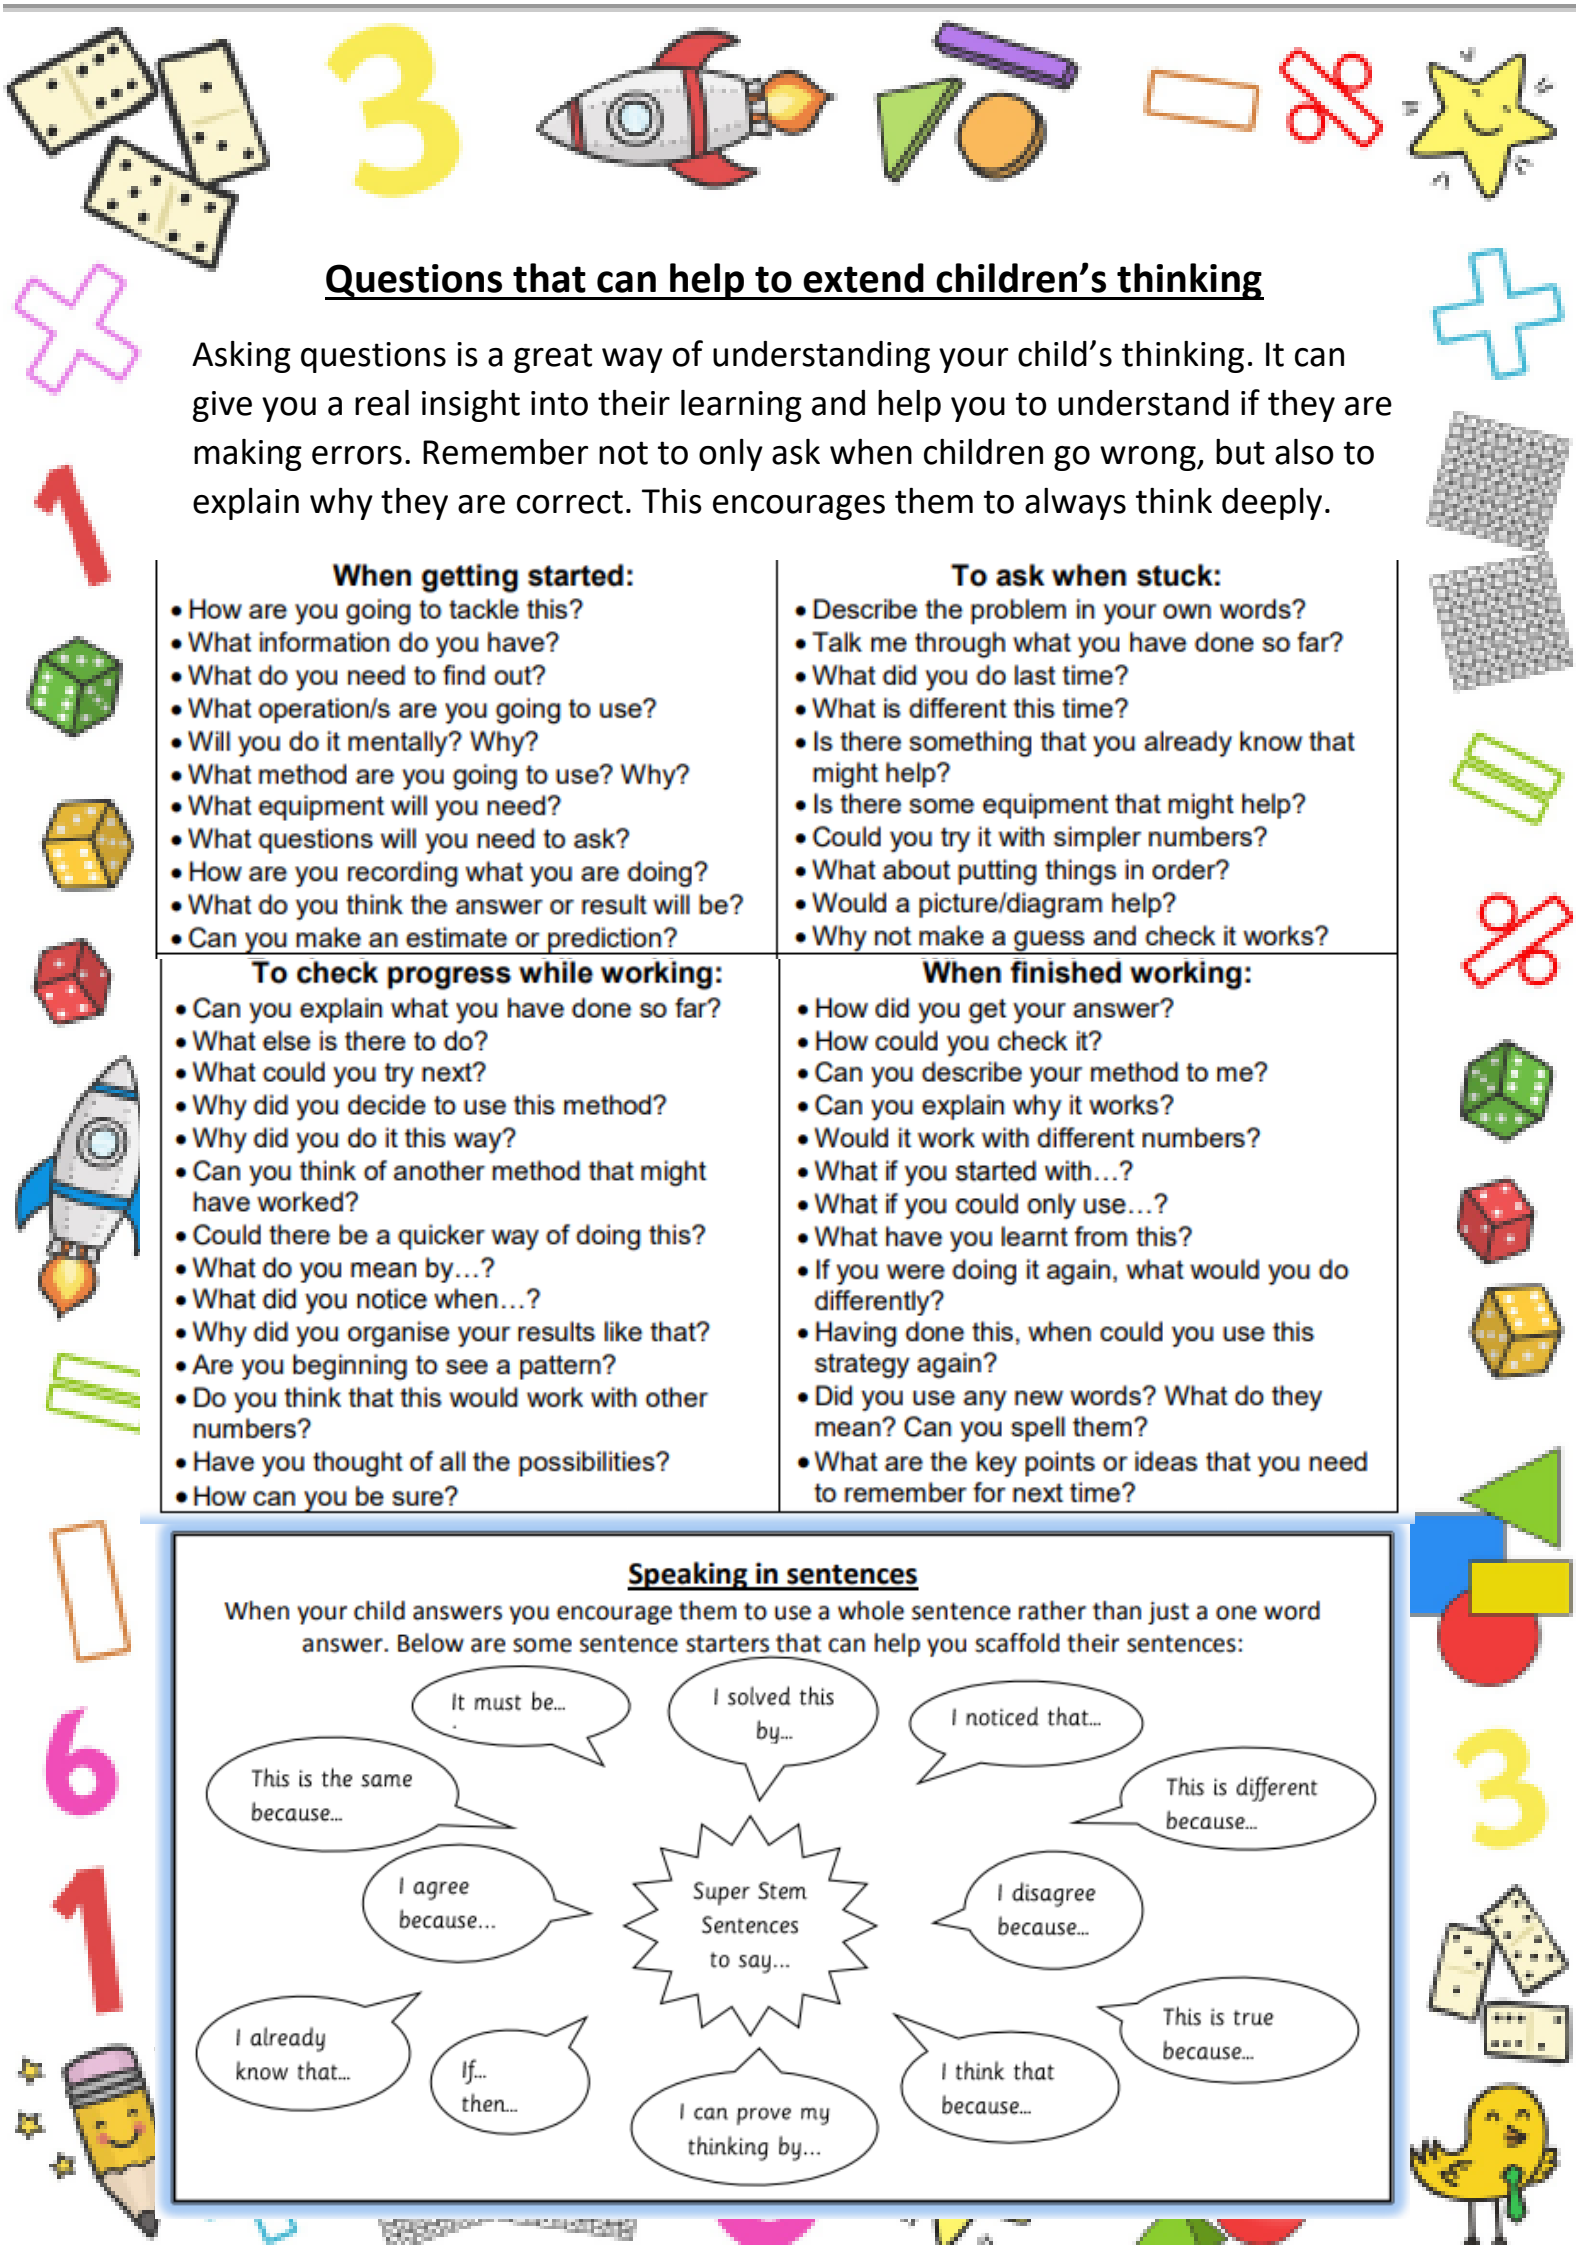 3
Questions that can help to extend children's thinking
Asking questions is a great way of understanding your child's thinking. It can
give you a real insight into their learning and help you to understand if they are
making errors. Remember not to only ask when children go wrong, but also to
explain why they are correct. This encourages them to always think deeply.
1
When getting started:
• How are you going to tackle this?
• What information do you have?
• What do you need to find out?
• What operation/s are you going to use?
• Will you do it mentally? Why?
• What method are you going to use? Why?
• What equipment will you need?
• What questions will you need to ask?
• How are you recording what you are doing?
• What do you think the answer or result will be?
• Can you make an estimate or prediction?
To ask when stuck:
• Describe the problem in your own words?
• Talk me through what you have done so far?
• What did you do last time?
• What is different this time?
• Is there something that you already know that
might help?
• Is there some equipment that might help?
• Could you try it with simpler numbers?
• What about putting things in order?
• Would a picture/diagram help?
• Why not make a guess and check it works?
To check progress while working:
• Can you explain what you have done so far?
• What else is there to do?
• What could you try next?
• Why did you decide to use this method?
• Why did you do it this way?
• Can you think of another method that might
have worked?
• Could there be a quicker way of doing this?
• What do you mean by…?
• What did you notice when…?
• Why did you organise your results like that?
• Are you beginning to see a pattern?
• Do you think that this would work with other
numbers?
• Have you thought of all the possibilities?
• How can you be sure?
When finished working:
• How did you get your answer?
• How could you check it?
• Can you describe your method to me?
• Can you explain why it works?
• Would it work with different numbers?
• What if you started with…?
• What if you could only use…?
• What have you learnt from this?
• If you were doing it again, what would you do
differently?
• Having done this, when could you use this
strategy again?
• Did you use any new words? What do they
mean? Can you spell them?
• What are the key points or ideas that you need
to remember for next time?
Speaking in sentences
When your child answers you encourage them to use a whole sentence rather than just a one word
answer. Below are some sentence starters that can help you scaffold their sentences:
It must be...
I solved this
by...
I noticed that...
This is the same
because...
This is different
because...
I agree
because...
Super Stem
Sentences
to say...
I disagree
because...
I already
know that...
If...
then...
I can prove my
thinking by...
I think that
because...
This is true
because...
6
1
3